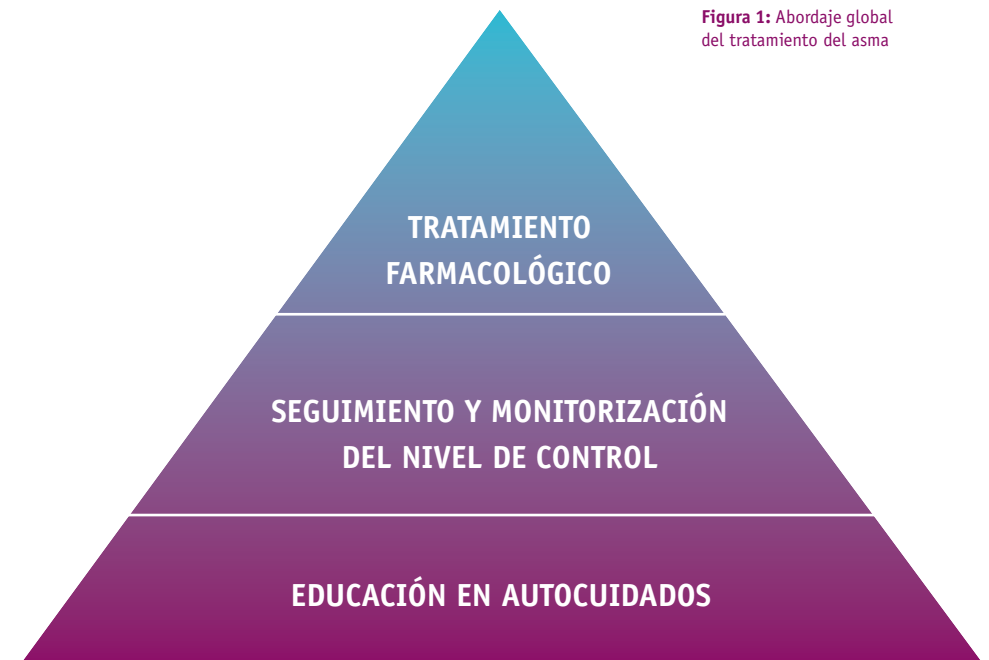 Figura 1: Abordaje global
del tratamiento del asma
TRATAMIENTO
FARMACOLÓGICO
SEGUIMIENTO Y MONITORIZACIÓN
DEL NIVEL DE CONTROL
EDUCACIÓN EN AUTOCUIDADOS